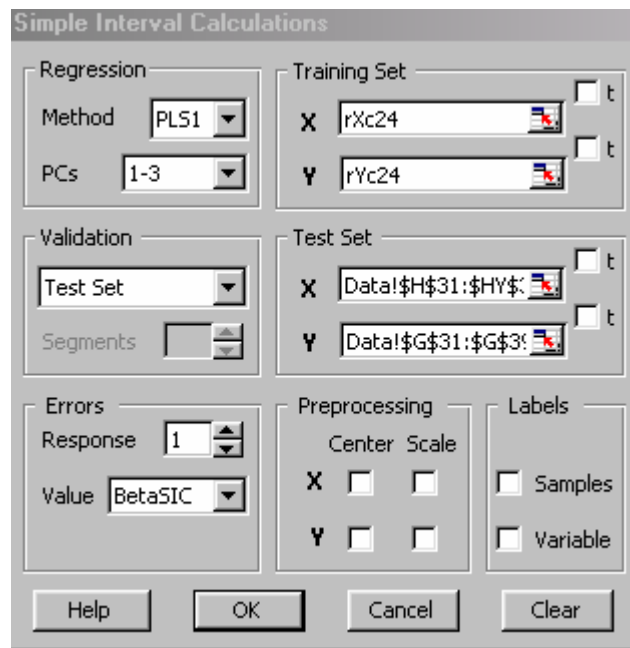 Simple Interval Calculations
Regression
Method PLS1
PCs 1-3
Training Set
X rXc24 t
Y rYc24 t
Validation
Test Set
Segments
Test Set
X Data!$H$31:$HY$ t
Y Data!$G$31:$G$39 t
Errors
Response 1
Value BetaSIC
Preprocessing
Center Scale
X
Y
Labels
Samples
Variable
Help OK Cancel Clear